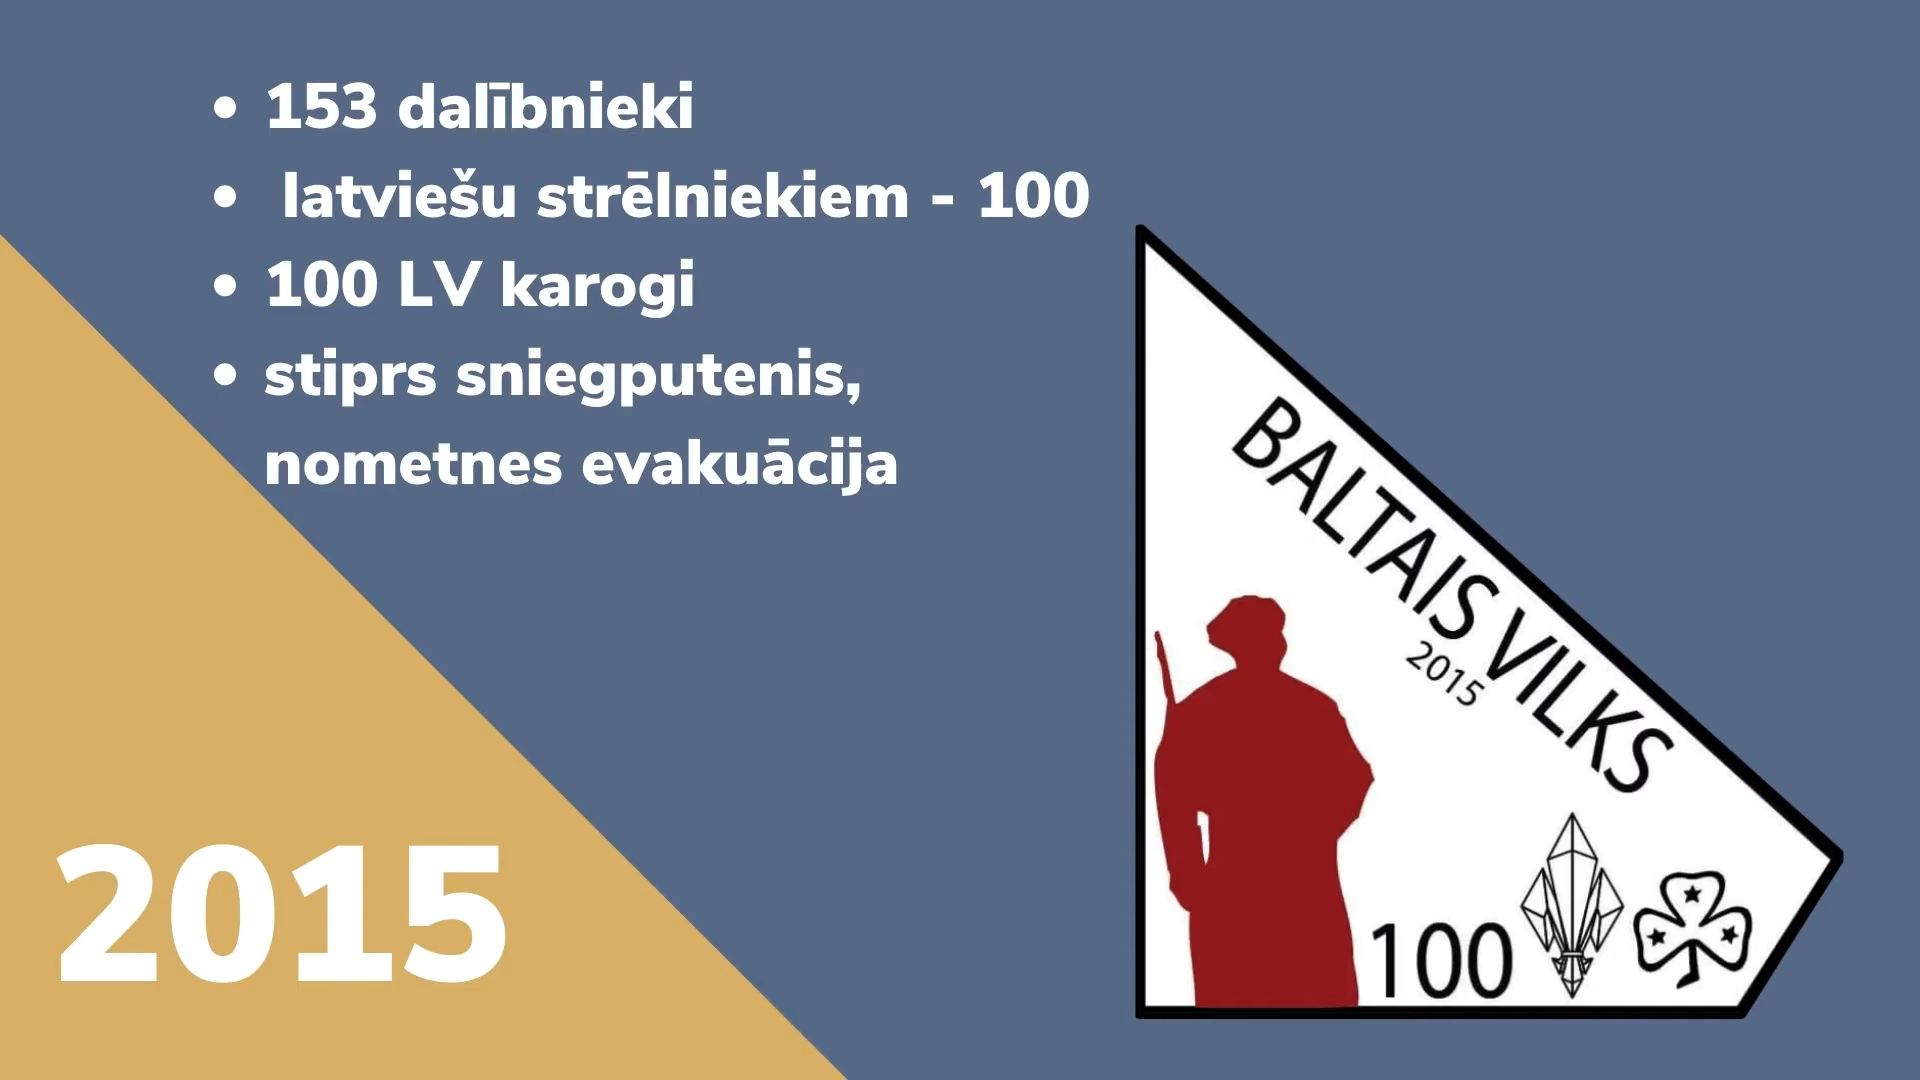 153 dalībnieki
latviešu strēlniekiem - 100
100 LV karogi
stiprs sniegputenis,
nometnes evakuācija
2015
BALTAIS VILKS
2015
100